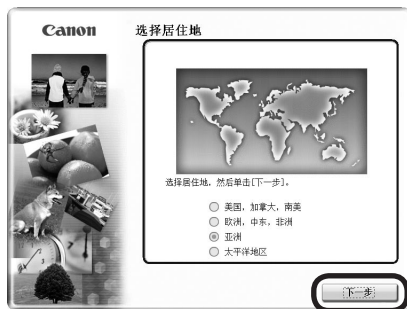 Canon
选择居住地
选择居住地，然后单击[下一步]。
美国，加拿大，南美
欧洲，中东，非洲
亚洲
太平洋地区
下一步